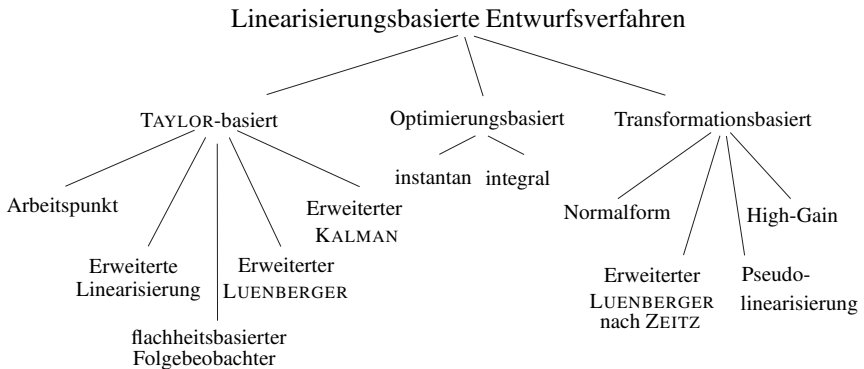 Linearisierungsbasierte Entwurfsverfahren
TAYLOR-basiert
Optimierungsbasiert
Transformationsbasiert
Arbeitspunkt
Erweiterte
Linearisierung
flachheitsbasierter
Folgebeobachter
Erweiterter
LUENBERGER
Erweiterter
KALMAN
instantan
integral
Normalform
Erweiterter
LUENBERGER
nach ZEITZ
Pseudo-
linearisierung
High-Gain